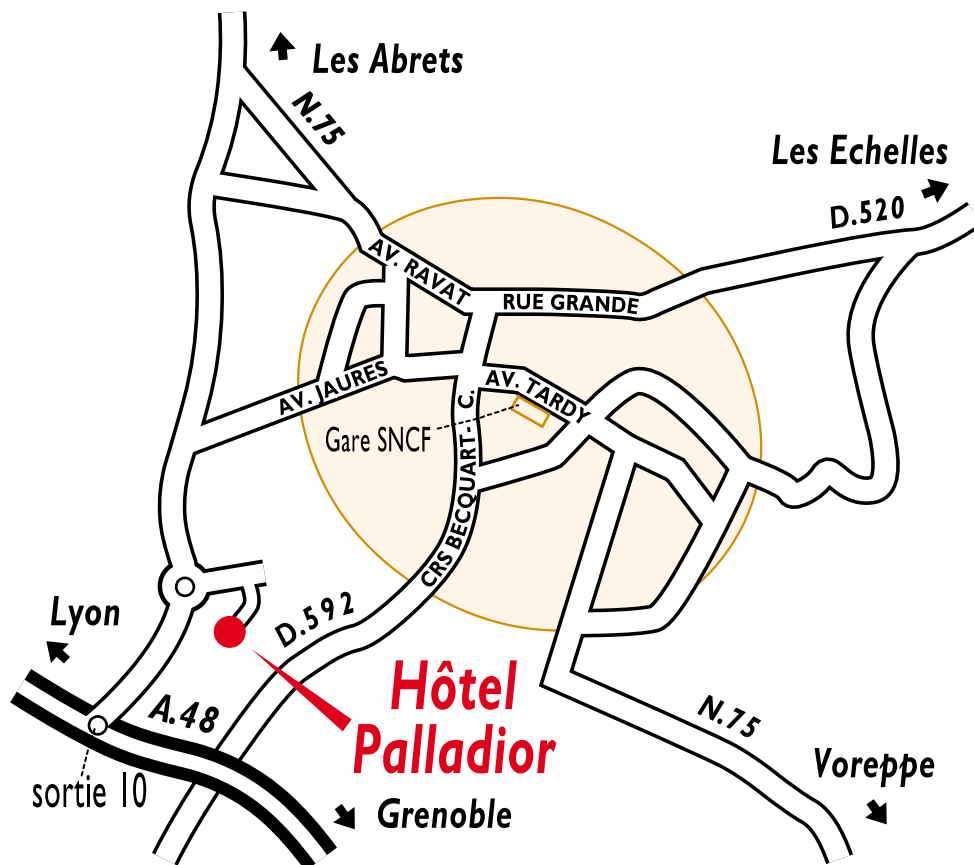 Les Abrets
N.75
Les Echelles
D.520
AV. RAVAT
RUE GRANDE
AV. JAURES
AV. TARDY
Gare SNCF
CRS BECQUART-C.
Lyon
D.592
Hôtel
Palladior
A.48
N.75
sortie 10
Voreppe
Grenoble